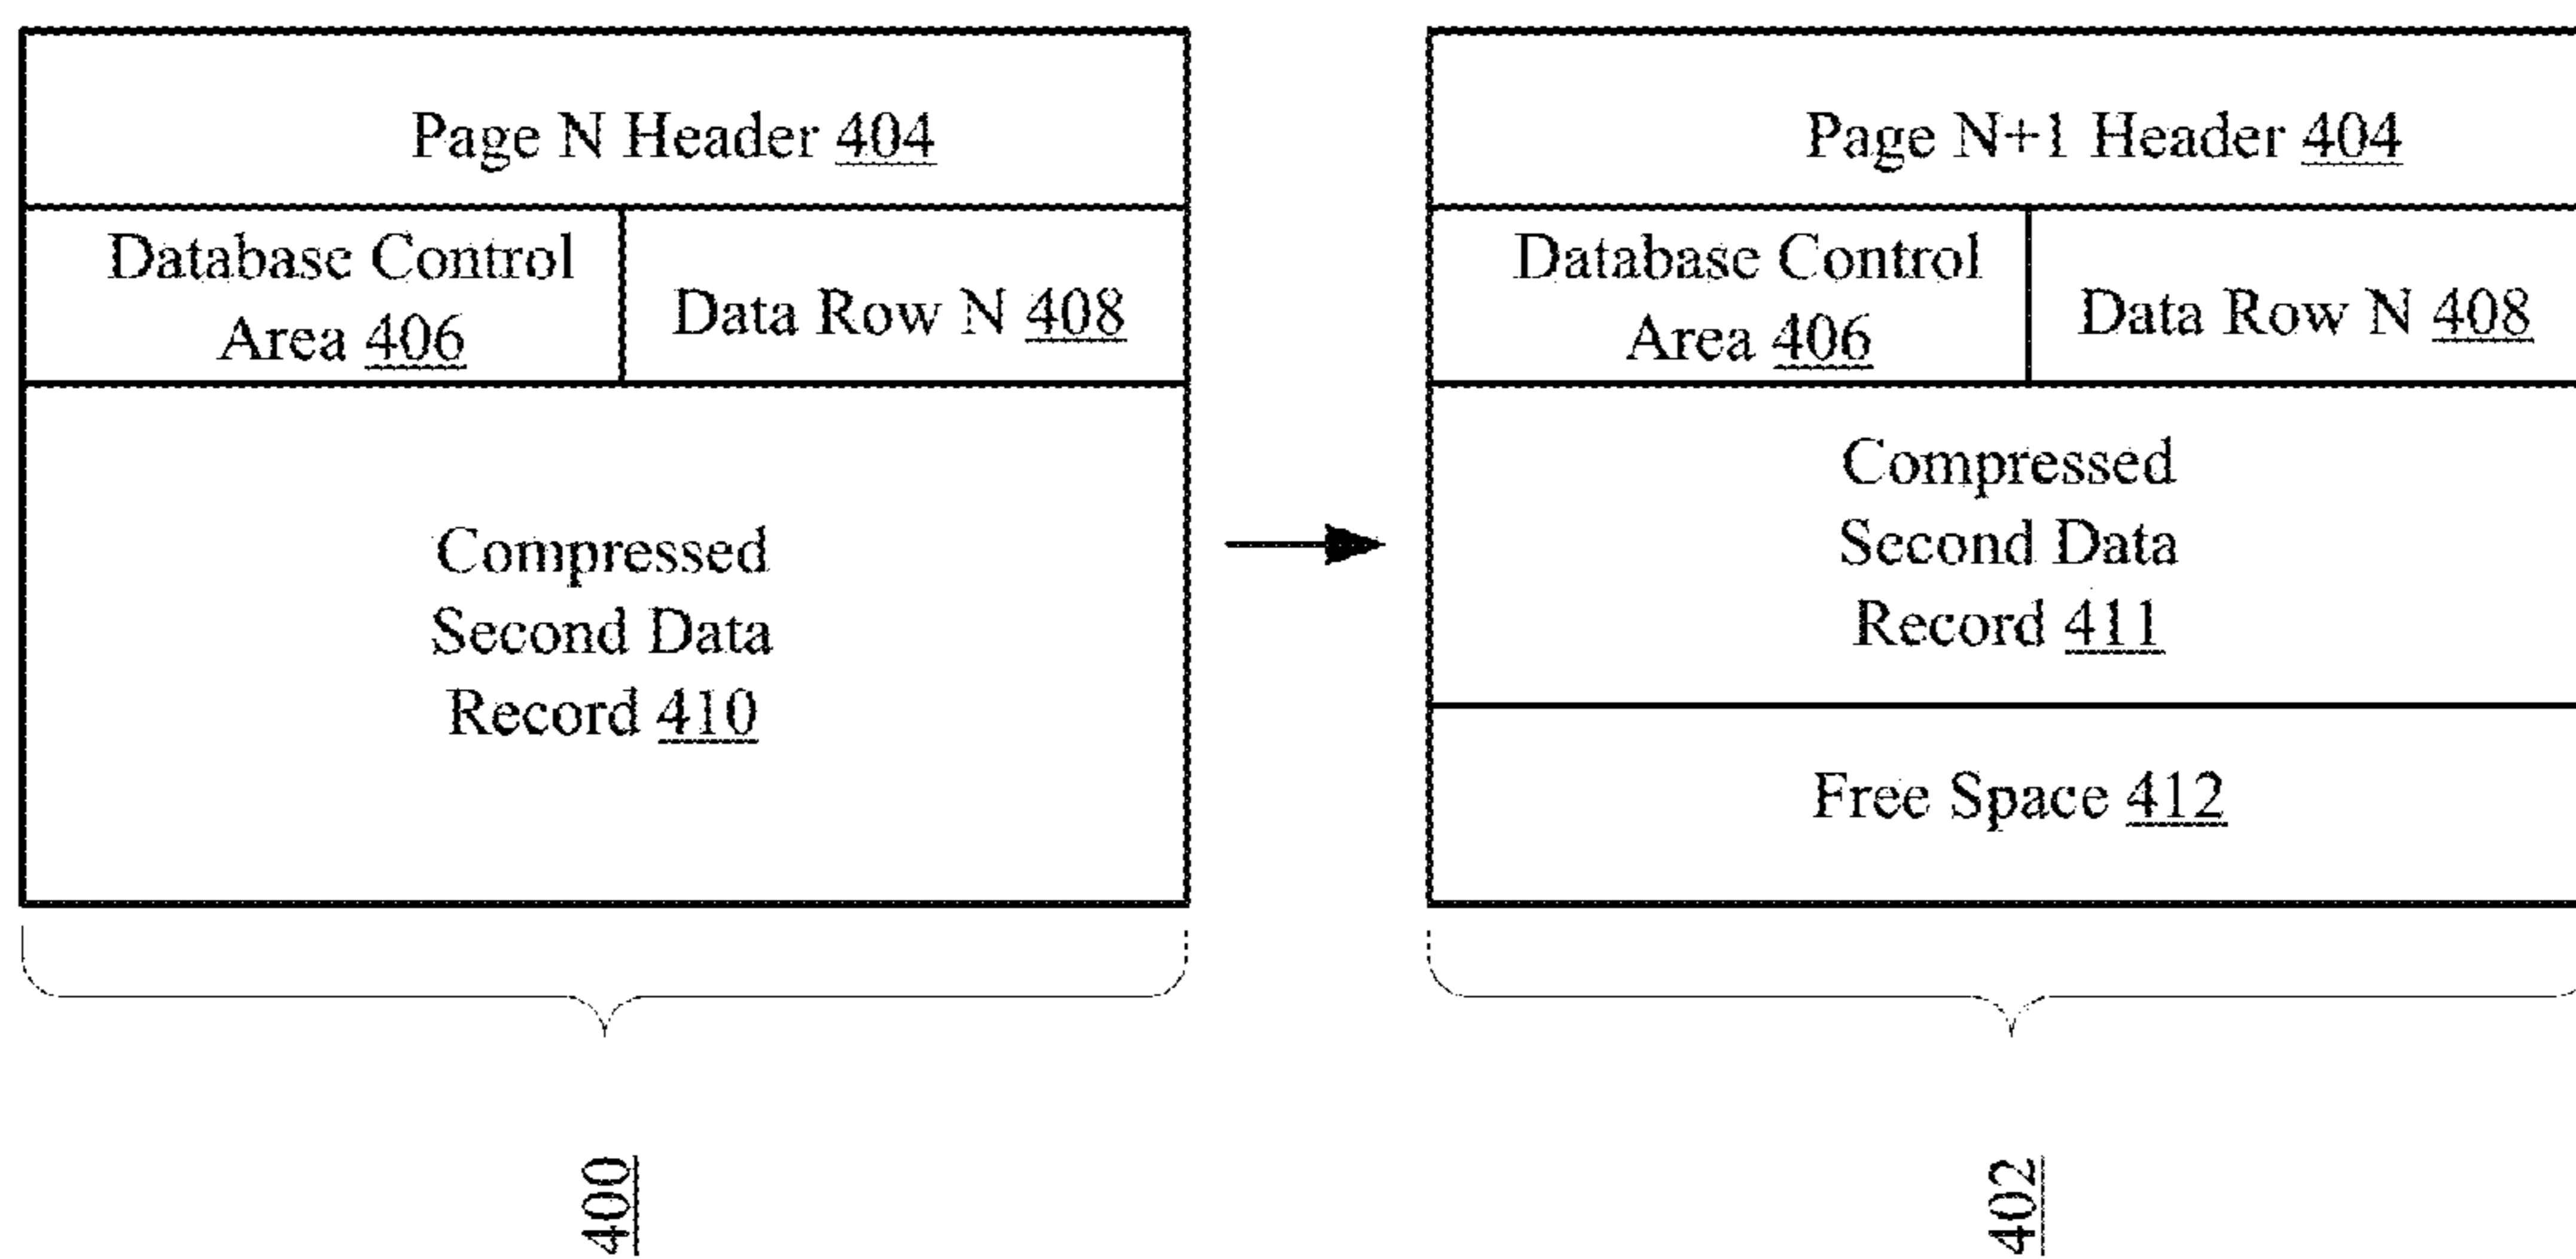 Page N Header 404
Database Control
Area 406
Data Row N 408
Compressed
Second Data
Record 410
400
Page N+1 Header 404
Database Control
Area 406
Data Row N 408
Compressed
Second Data
Record 411
Free Space 412
402